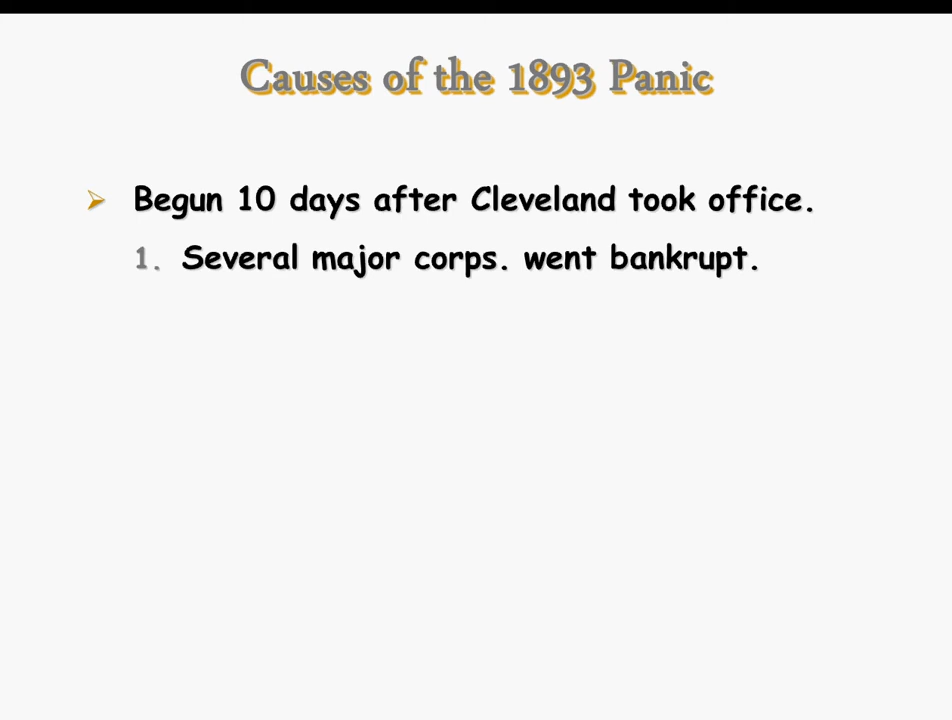 Causes of the 1893 Panic
Begun 10 days after Cleveland took office.
1. Several major corps. went bankrupt.